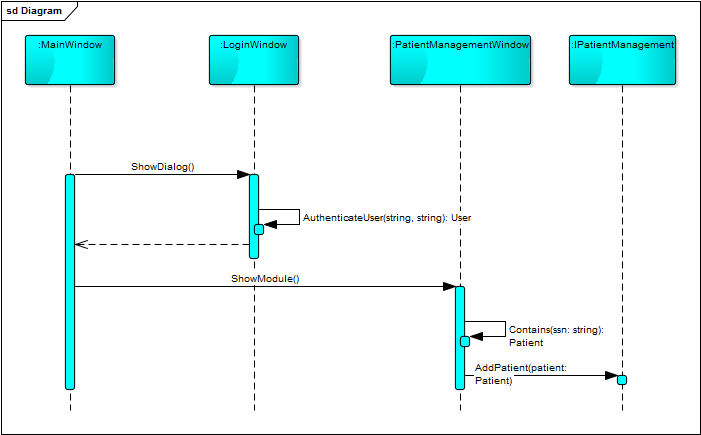 sd Diagram
:MainWindow
:LoginWindow
:PatientManagementWindow
:IPatientManagement
ShowDialog()
AuthenticateUser(string, string): User
ShowModule()
Contains(ssn: string):
Patient
AddPatient(patient:
Patient)